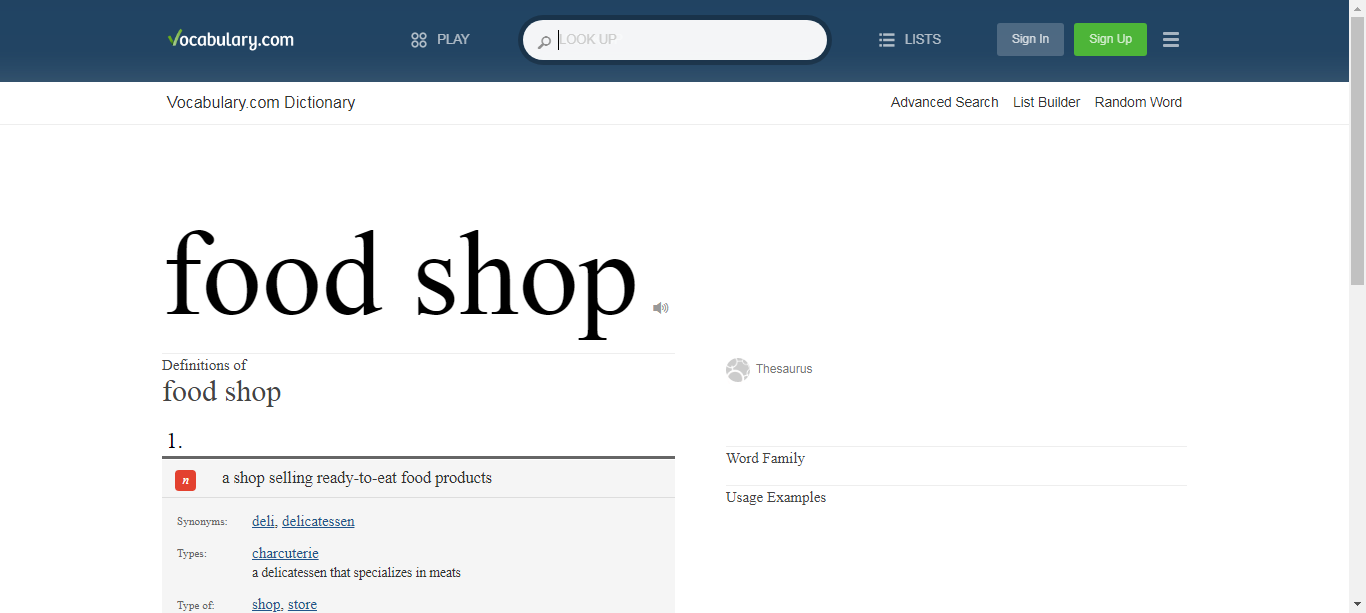 Vocabulary.com
PLAY
LOOK UP
LISTS
Sign In
Sign Up
Vocabulary.com Dictionary
Advanced Search
List Builder
Random Word
food shop
Definitions of
food shop
1.
n
a shop selling ready-to-eat food products
Synonyms: deli, delicatessen
Types: charcuterie
a delicatessen that specializes in meats
Type of: shop, store
Thesaurus
Word Family
Usage Examples